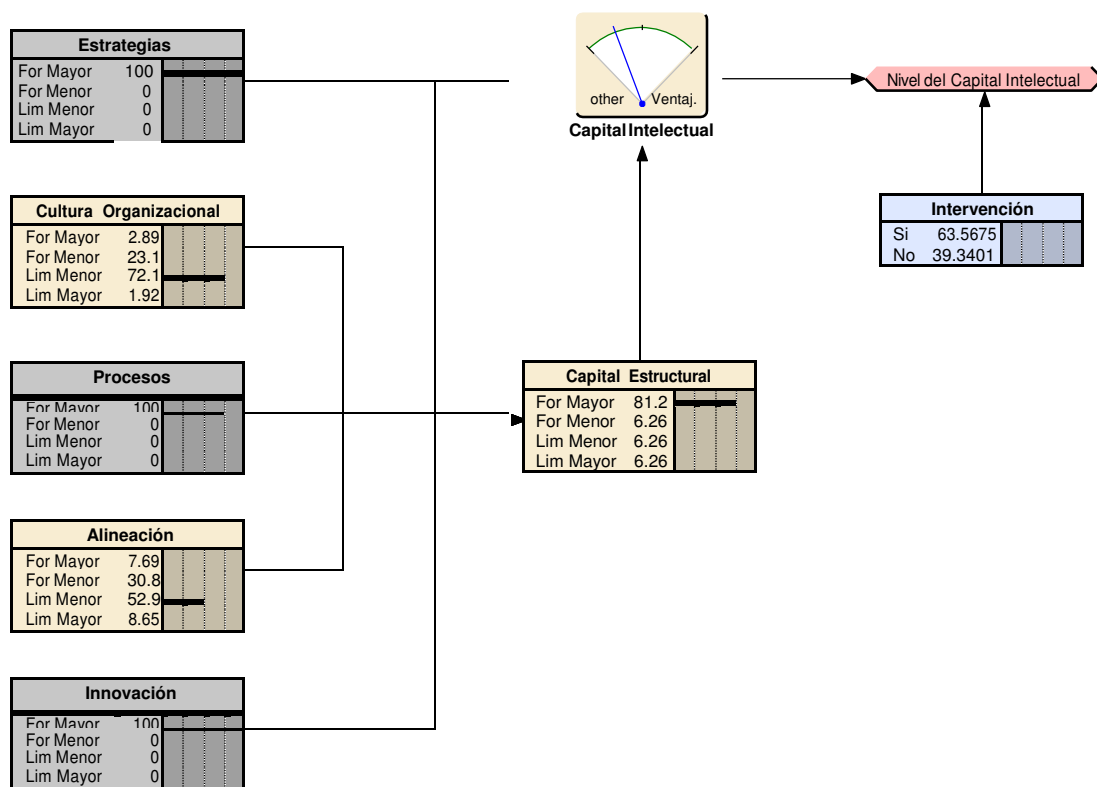 Estrategias
For Mayor 100
For Menor 0
Lim Menor 0
Lim Mayor 0
Cultura Organizacional
For Mayor 2.89
For Menor 23.1
Lim Menor 72.1
Lim Mayor 1.92
Procesos
For Mayor 100
For Menor 0
Lim Menor 0
Lim Mayor 0
Alineación
For Mayor 7.69
For Menor 30.8
Lim Menor 52.9
Lim Mayor 8.65
Innovación
For Mayor 100
For Menor 0
Lim Menor 0
Lim Mayor 0
other Ventaj.
Capital Intelectual
Capital Estructural
For Mayor 81.2
For Menor 6.26
Lim Menor 6.26
Lim Mayor 6.26
Nivel del Capital Intelectual
Intervención
Si 63.5675
No 39.3401